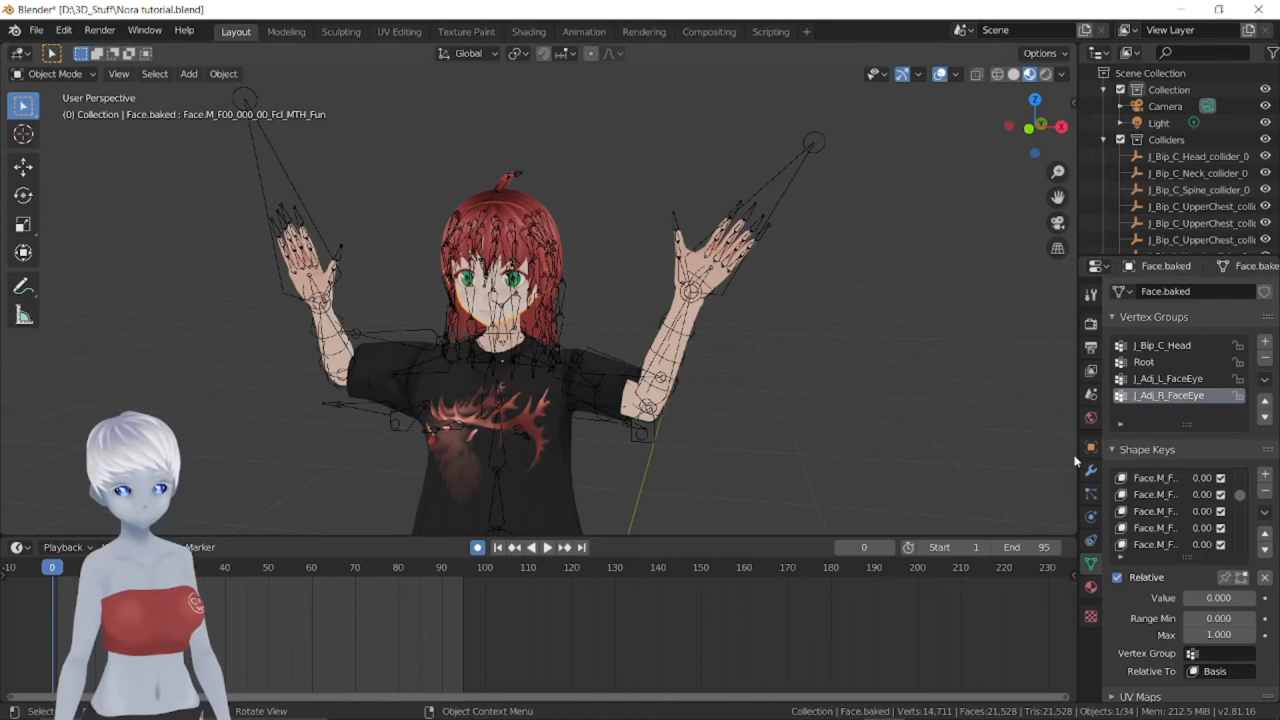 Blender* [D:\3D_Stuff\Nora tutorial.blend]
File Edit Render Window Help Layout Modeling Sculpting UV Editing Texture Paint Shading Animation Rendering Compositing Scripting + Scene View Layer
Global Options
Object Mode View Select Add Object
User Perspective
(0) Collection | Face.baked : Face.M_F00_000_00_Fcl_MTH_Fun
Z
Y
X
Scene Collection
Collection
Camera
Light
Colliders
J_Bip_C_Head_collider_0
J_Bip_C_Neck_collider_0
J_Bip_C_Spine_collider_0
J_Bip_C_UpperChest_colli
J_Bip_C_UpperChest_colli
J_Bip_C_UpperChest_colli
Face.baked Face.bake
Face.baked
Vertex Groups
J_Bip_C_Head
Root
J_Adj_L_FaceEye
J_Adj_R_FaceEye
Shape Keys
Face.M_F.. 0.00
Face.M_F.. 0.00
Face.M_F.. 0.00
Face.M_F.. 0.00
Face.M_F.. 0.00
Relative
Value 0.000
Range Min 0.000
Max 1.000
Vertex Group
Relative To Basis
UV Maps
Playback Marker 0 Start 1 End 95
-10 0 40 50 60 70 80 90 100 110 120 130 140 150 160 170 180 190 200 210 220 230
Select Rotate View Object Context Menu Collection | Face.baked | Verts:14,711 | Faces:21,528 | Tris:21,528 | Objects:1/34 | Mem: 212.5 MiB | v2.81.16